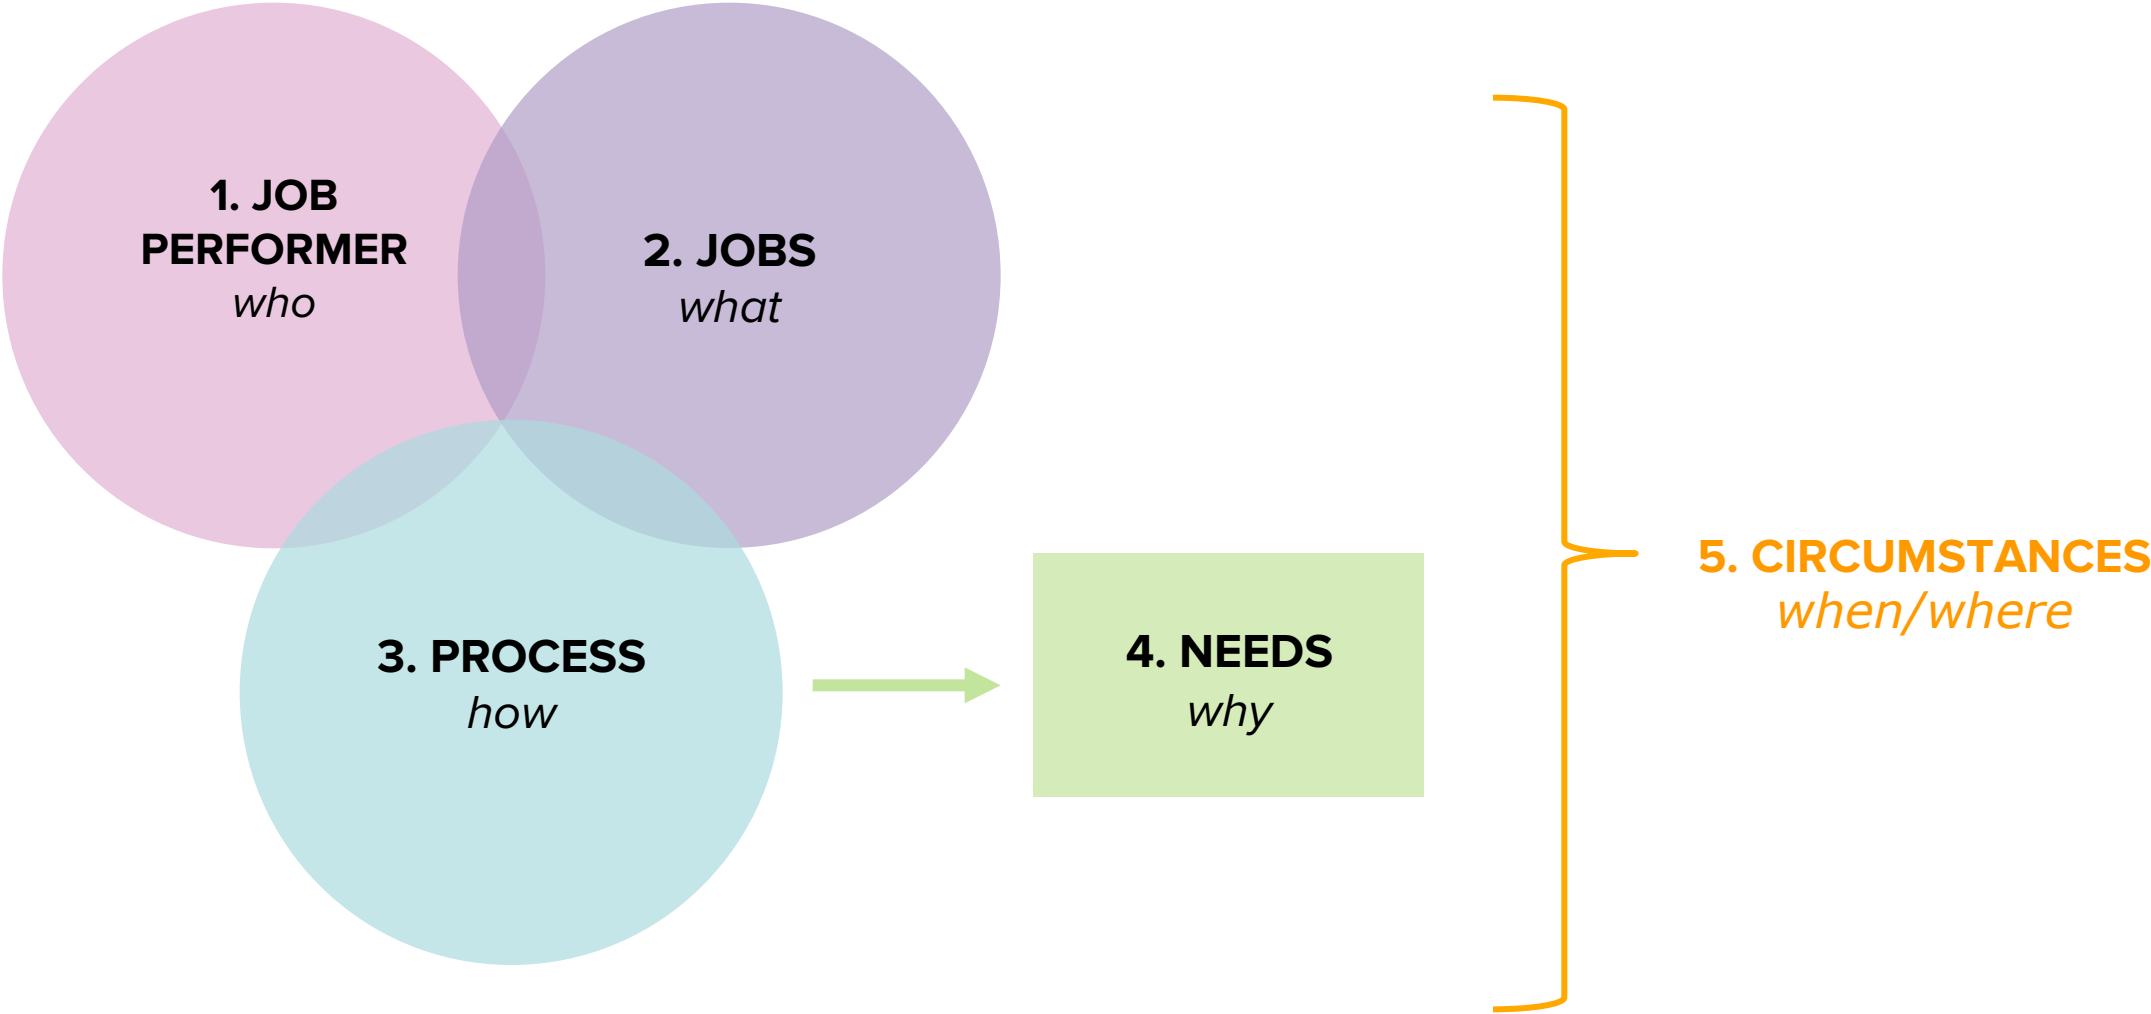 1. JOB
PERFORMER
who
2. JOBS
what
3. PROCESS
how
4. NEEDS
why
5. CIRCUMSTANCES
when/where